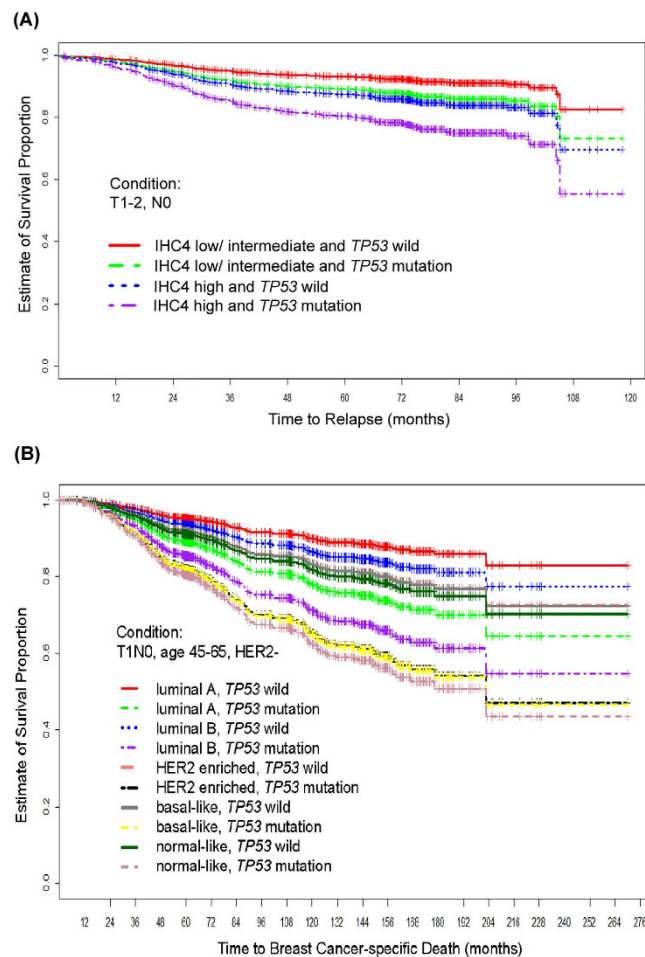 (A)
Estimate of Survival Proportion
1.0
0.8
0.6
0.4
0.2
0.0
Condition:
T1-2, N0
IHC4 low/ intermediate and TP53 wild
IHC4 low/ intermediate and TP53 mutation
IHC4 high and TP53 wild
IHC4 high and TP53 mutation
12 24 36 48 60 72 84 96 108 120
Time to Relapse (months)
(B)
Estimate of Surival Proportion
1.0
0.8
0.6
0.4
0.2
0.0
Condition:
T1N0, age 45-65, HER2-
luminal A, TP53 wild
luminal A, TP53 mutation
luminal B, TP53 wild
luminal B, TP53 mutation
HER2 enriched, TP53 wild
HER2 enriched, TP53 mutation
basal-like, TP53 wild
basal-like, TP53 mutation
normal-like, TP53 wild
normal-like, TP53 mutation
12 24 36 48 60 72 84 96 108 120 132 144 156 168 180 192 204 216 228 240 252 264 276
Time to Breast Cancer-specific Death (months)